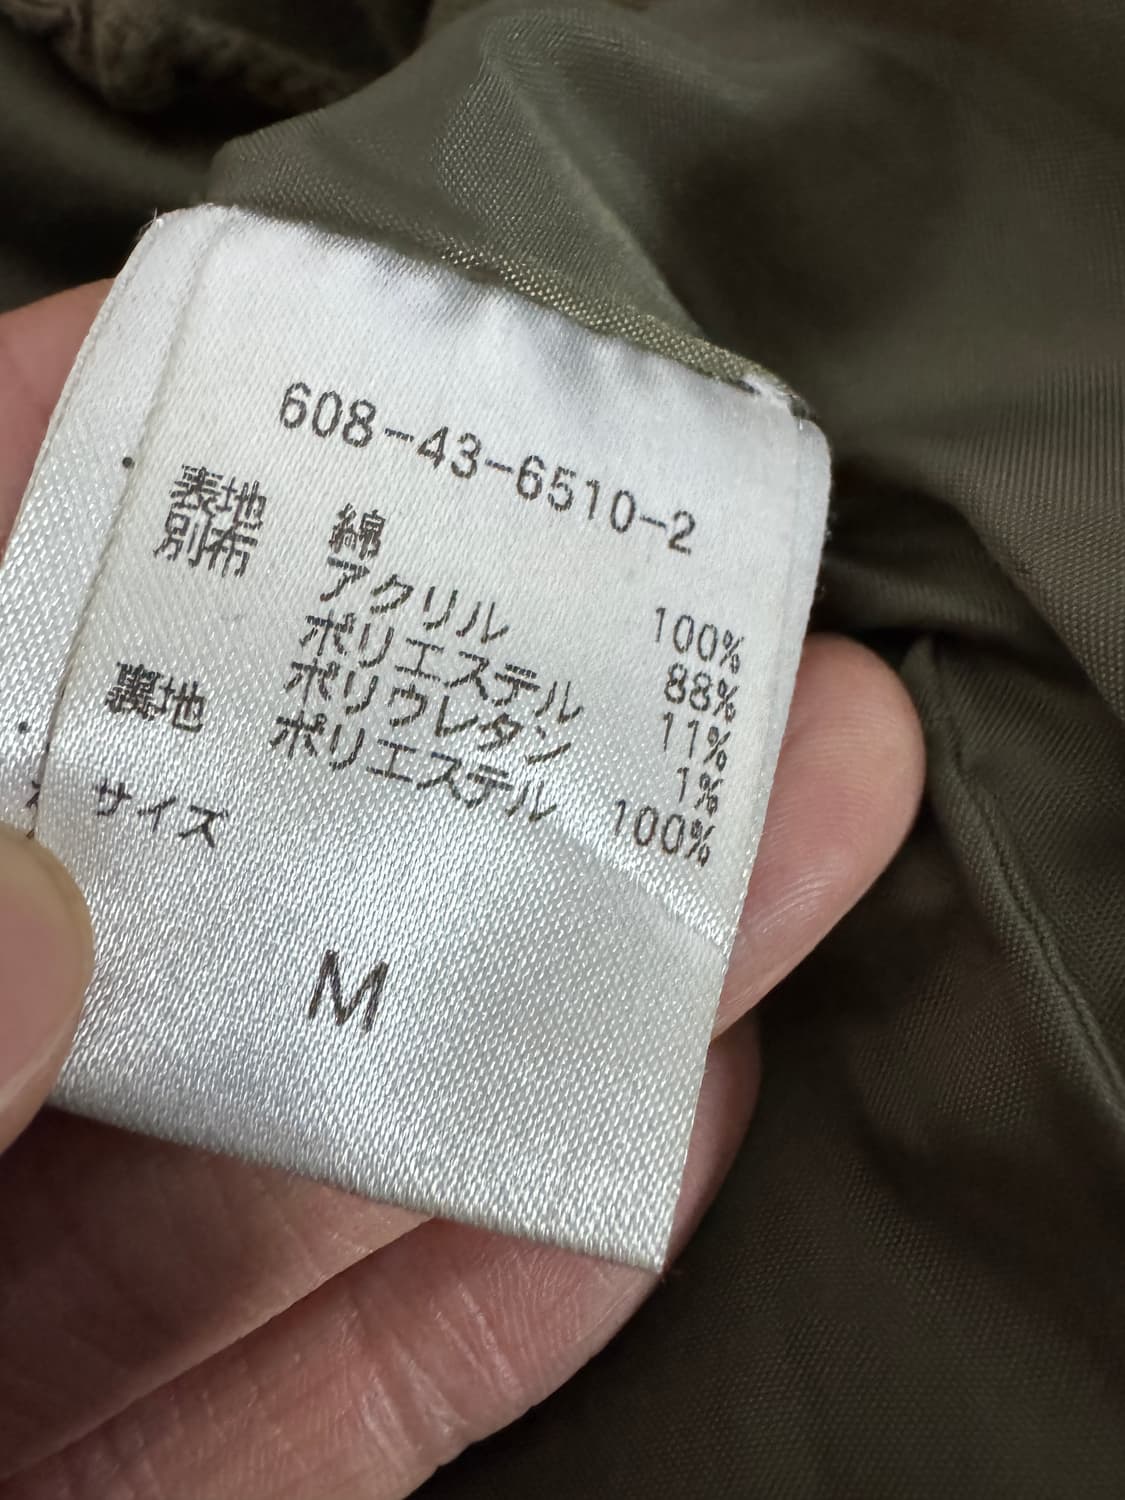 608-43-6510-2
表地 綿 100%
別布 アクリル 88%
ポリエステル 11%
ポリウレタン 1%
裏地 ポリエステル 100%
サイズ
M